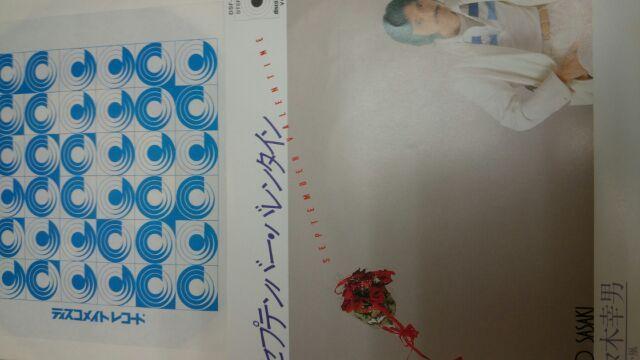 ディスコメイトレコード
セプテンバー・バレンタイン
SEPTEMBER VALENTINE
SASAKI
木幸男